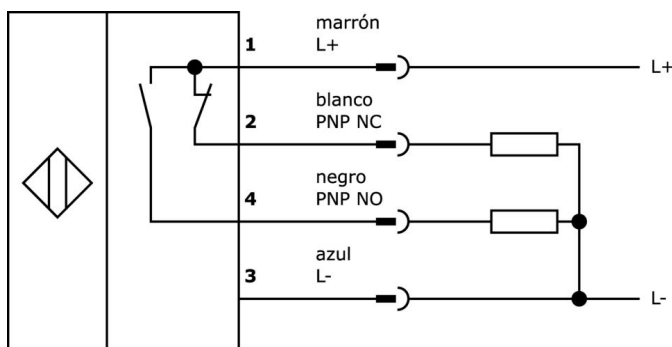 marrón
1 L+
L+
blanco
2 PNP NC
negro
4 PNP NO
azul
3 L-
L-